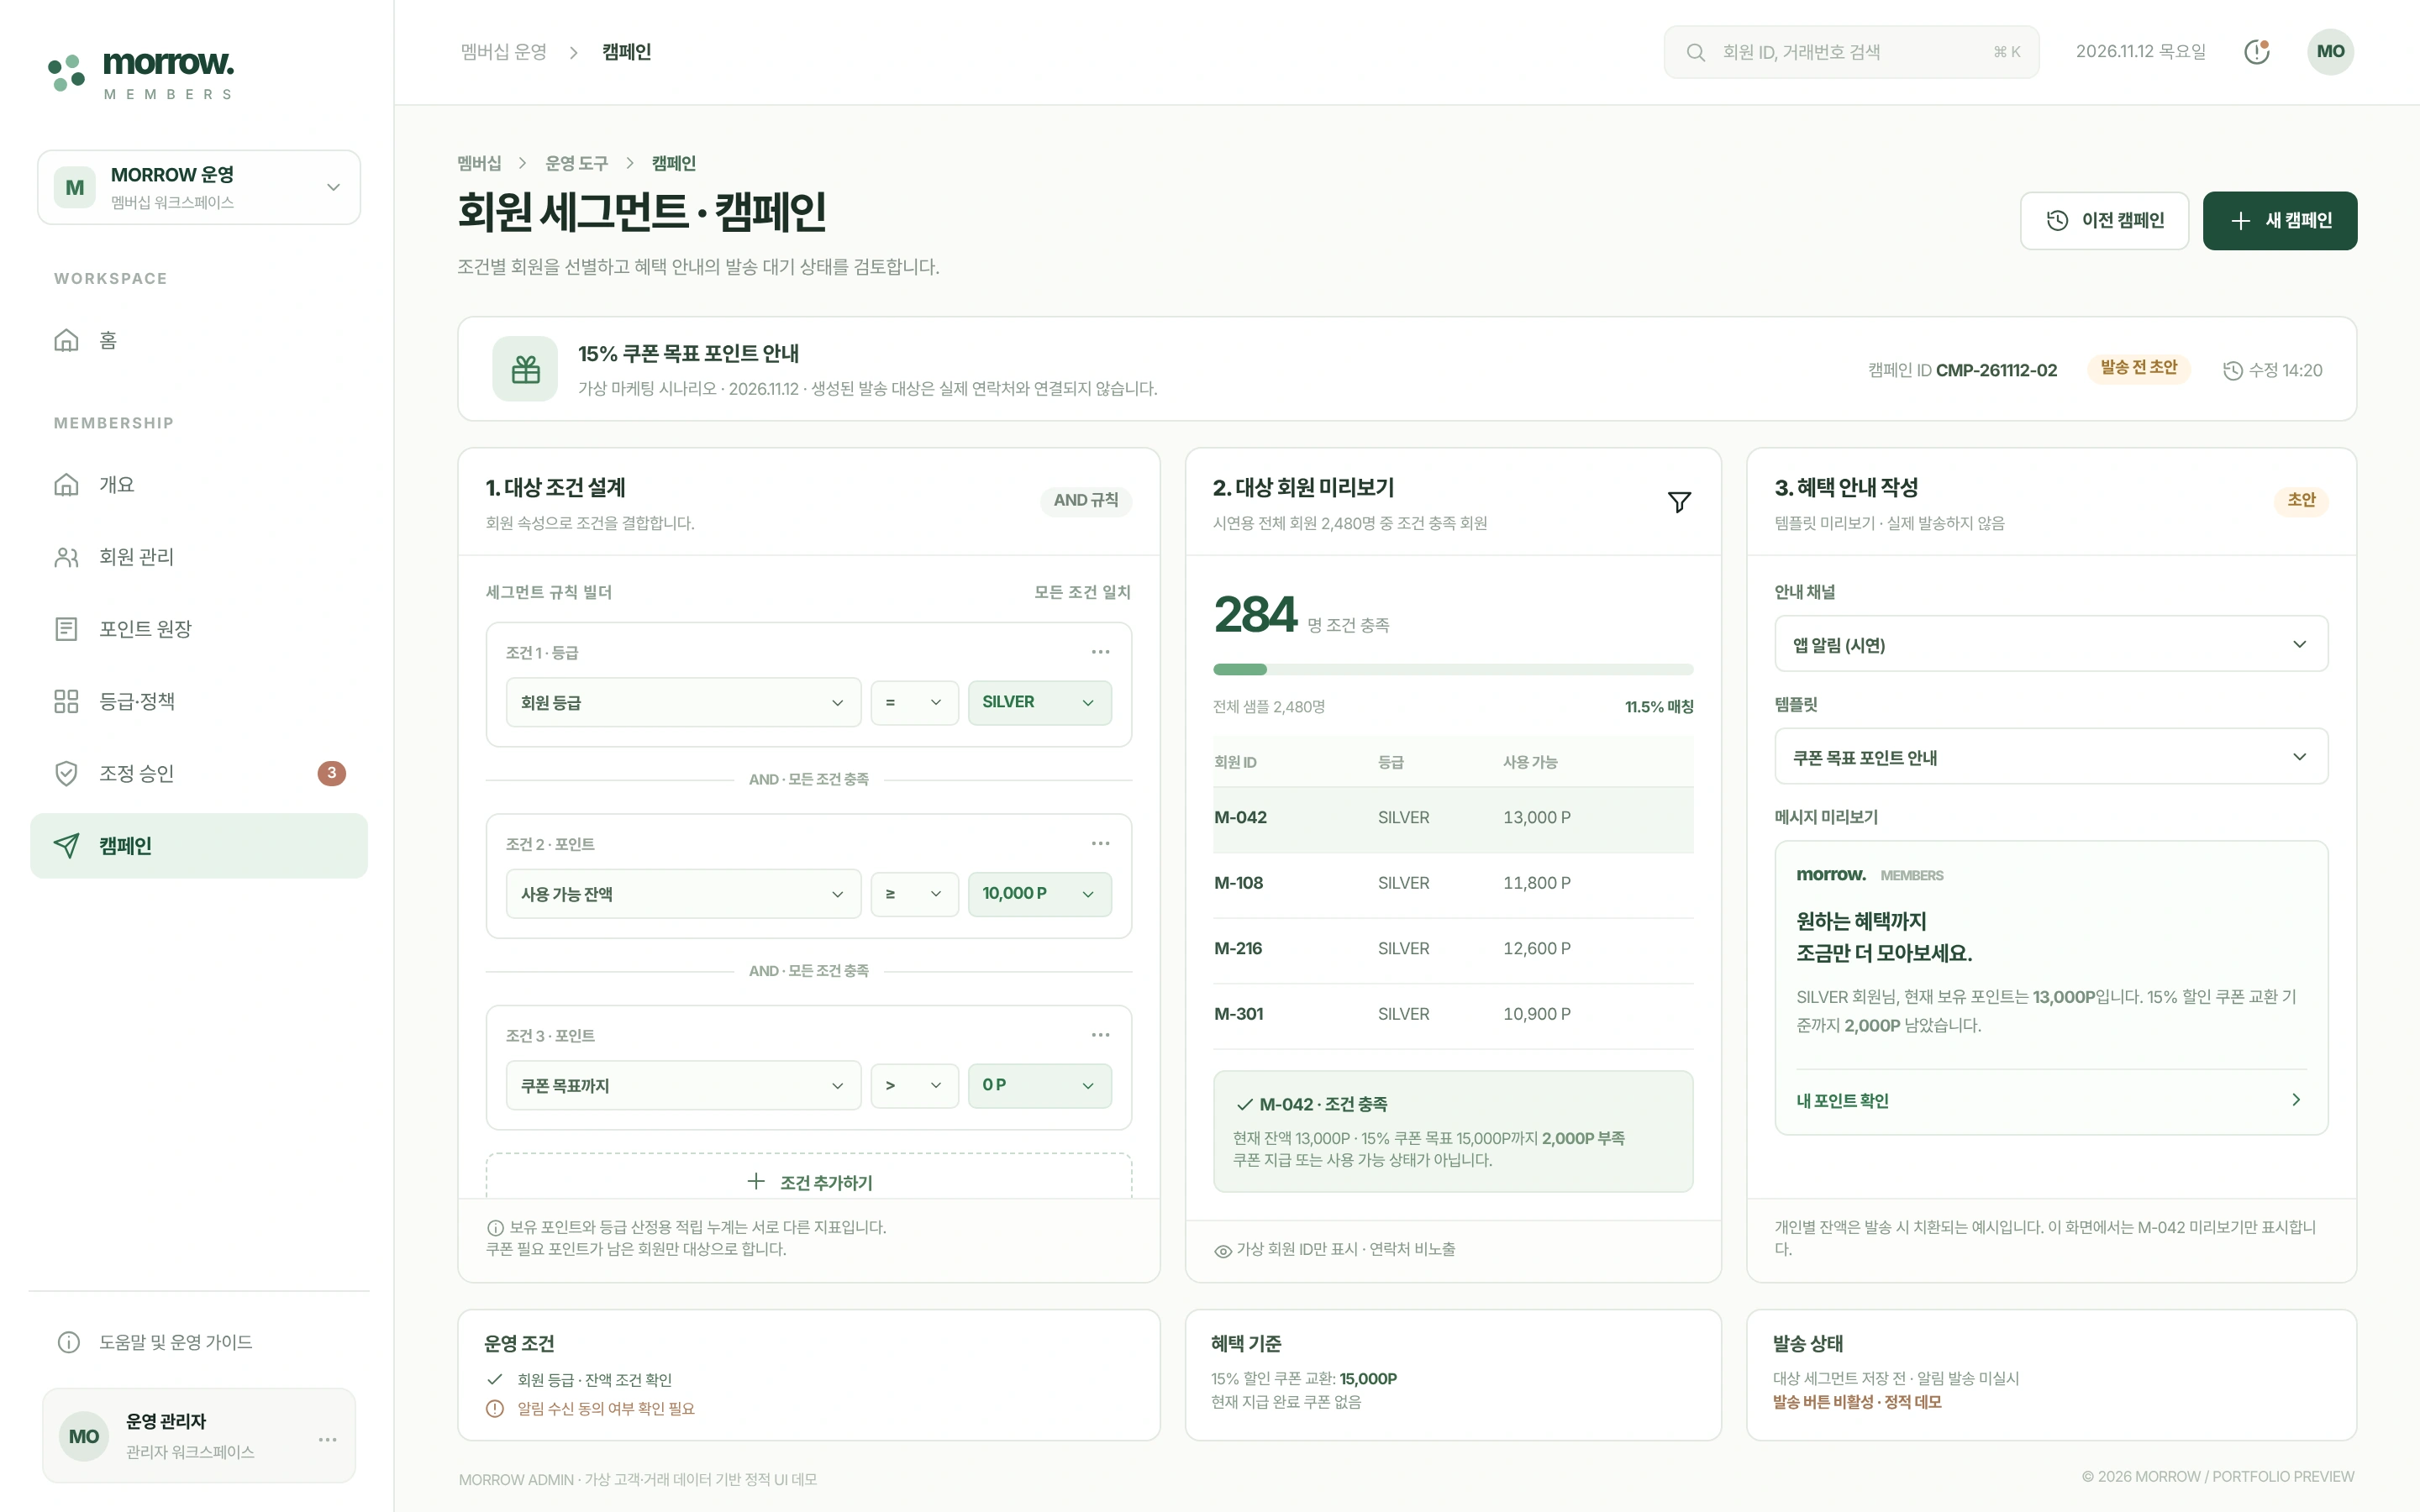 morrow.
MEMBERS
M
MORROW 운영
멤버십 워크스페이스
WORKSPACE
홈
MEMBERSHIP
개요
회원 관리
포인트 원장
등급·정책
조정 승인
3
캠페인
도움말 및 운영 가이드
MO
운영 관리자
관리자 워크스페이스
멤버십 운영
캠페인
회원 ID, 거래번호 검색
⌘ K
2026.11.12 목요일
MO
멤버십
운영 도구
캠페인
회원 세그먼트 · 캠페인
조건별 회원을 선별하고 혜택 안내의 발송 대기 상태를 검토합니다.
이전 캠페인
새 캠페인
15% 쿠폰 목표 포인트 안내
가상 마케팅 시나리오 · 2026.11.12 · 생성된 발송 대상은 실제 연락처와 연결되지 않습니다.
캠페인 ID CMP-261112-02
발송 전 초안
수정 14:20
1. 대상 조건 설계
회원 속성으로 조건을 결합합니다.
AND 규칙
세그먼트 규칙 빌더
모든 조건 일치
조건 1 · 등급
회원 등급
=
SILVER
AND · 모든 조건 충족
조건 2 · 포인트
사용 가능 잔액
≥
10,000 P
AND · 모든 조건 충족
조건 3 · 포인트
쿠폰 목표까지
>
0 P
조건 추가하기
보유 포인트와 등급 산정용 적립 누계는 서로 다른 지표입니다.
쿠폰 필요 포인트가 남은 회원만 대상으로 합니다.
2. 대상 회원 미리보기
시연용 전체 회원 2,480명 중 조건 충족 회원
284 명 조건 충족
전체 샘플 2,480명
11.5% 매칭
회원 ID 등급 사용 가능
M-042 SILVER 13,000 P
M-108 SILVER 11,800 P
M-216 SILVER 12,600 P
M-301 SILVER 10,900 P
M-042 · 조건 충족
현재 잔액 13,000P · 15% 쿠폰 목표 15,000P까지 2,000P 부족
쿠폰 지급 또는 사용 가능 상태가 아닙니다.
가상 회원 ID만 표시 · 연락처 비노출
3. 혜택 안내 작성
템플릿 미리보기 · 실제 발송하지 않음
초안
안내 채널
앱 알림 (시연)
템플릿
쿠폰 목표 포인트 안내
메시지 미리보기
morrow. MEMBERS
원하는 혜택까지
조금만 더 모아보세요.
SILVER 회원님, 현재 보유 포인트는 13,000P입니다. 15% 할인 쿠폰 교환 기
준까지 2,000P 남았습니다.
내 포인트 확인
개인별 잔액은 발송 시 치환되는 예시입니다. 이 화면에서는 M-042 미리보기만 표시합니
다.
운영 조건
회원 등급 · 잔액 조건 확인
알림 수신 동의 여부 확인 필요
혜택 기준
15% 할인 쿠폰 교환: 15,000P
현재 지급 완료 쿠폰 없음
발송 상태
대상 세그먼트 저장 전 · 알림 발송 미실시
발송 버튼 비활성 · 정적 데모
MORROW ADMIN · 가상 고객·거래 데이터 기반 정적 UI 데모
© 2026 MORROW / PORTFOLIO PREVIEW